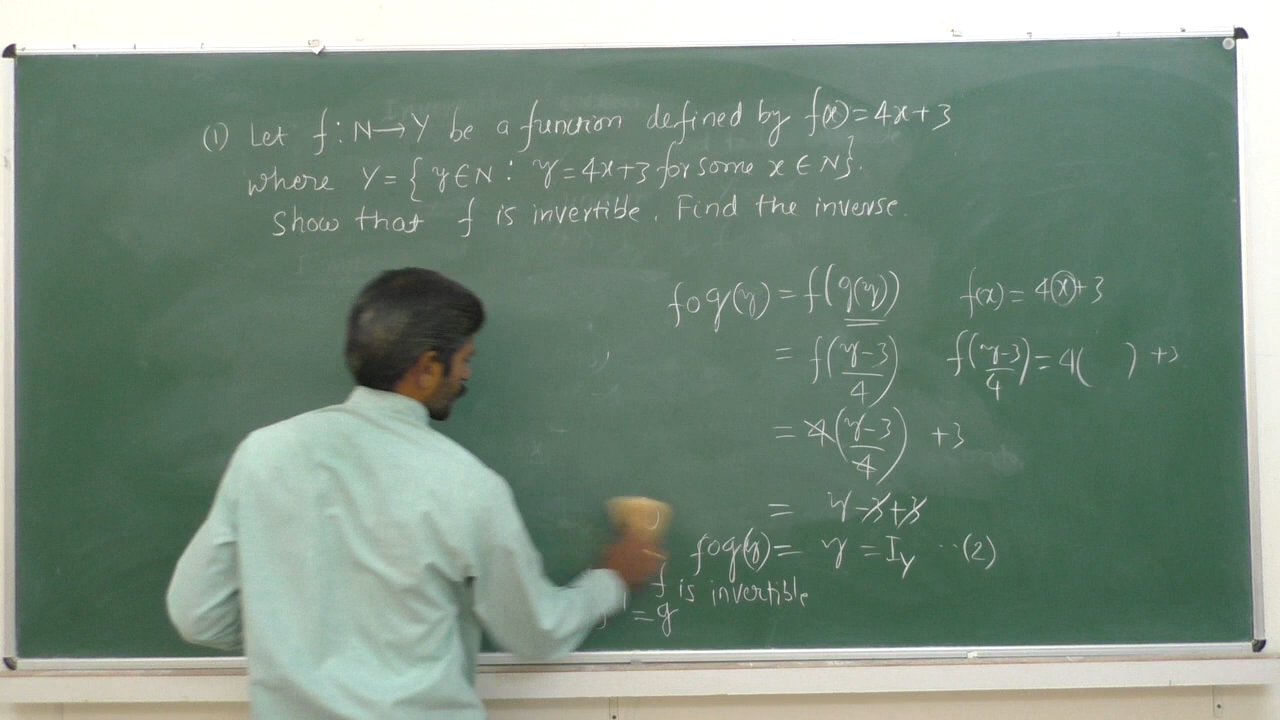 (1) Let f : N→Y be a function defined by f(x) = 4x+3
where Y = { y∈N : y = 4x+3 for some x ∈ N}.
Show that f is invertible. Find the inverse.
fog(y) = f(g(y)) f(x) = 4(x)+3
= f((y-3)/4) f((y-3)/4) = 4( ) +3
= 4((y-3)/4) +3
= y-3+3
fog(y) = y = I_Y ...(2)
f is invertible
= g